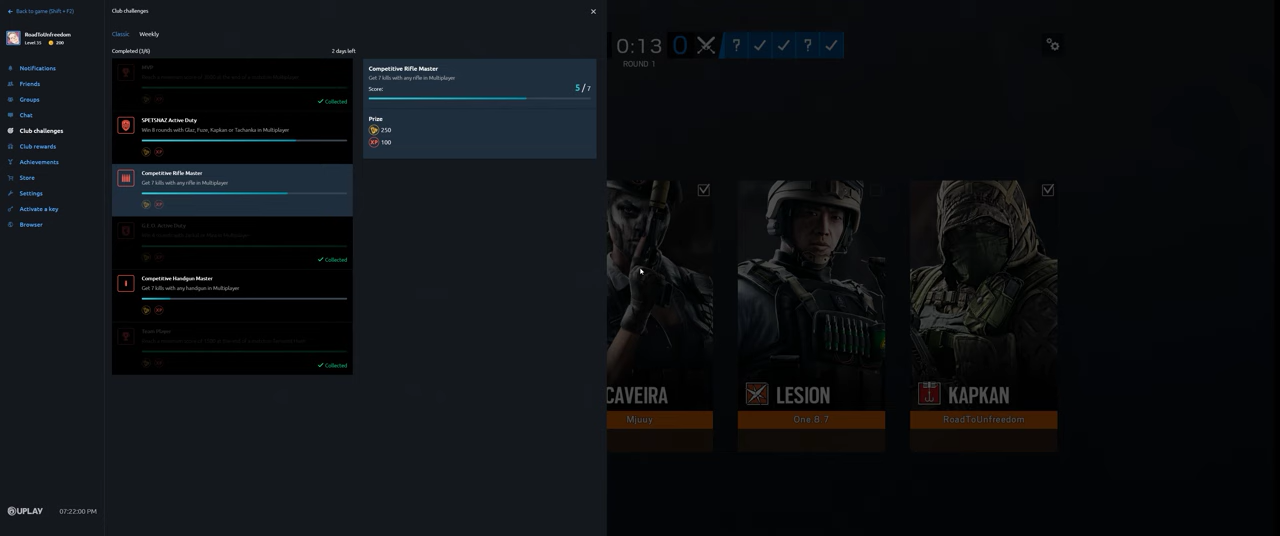 Back to game (Shift + F2)
RoadToUnfreedom
Level 35 200
Notifications
Friends
Groups
Chat
Club challenges
Club rewards
Achievements
Store
Settings
Activate a key
Browser
UPLAY 07:22:00 PM
Club challenges
Classic Weekly
Completed (3/6) 2 days left
MVP
Collected
SPETSNAZ Active Duty
Win 8 rounds with Glaz, Fuze, Kapkan or Tachanka in Multiplayer
Competitive Rifle Master
Get 7 kills with any rifle in Multiplayer
G.E.O. Active Duty
Collected
Competitive Handgun Master
Get 7 kills with any handgun in Multiplayer
Team Player
Collected
Competitive Rifle Master
Get 7 kills with any rifle in Multiplayer
Score: 5 / 7
Prize
250
XP 100
0:13 0 ? ?
ROUND 1
CAVEIRA
Mjuuy
LESION
One.B.7
KAPKAN
RoadToUnfreedom